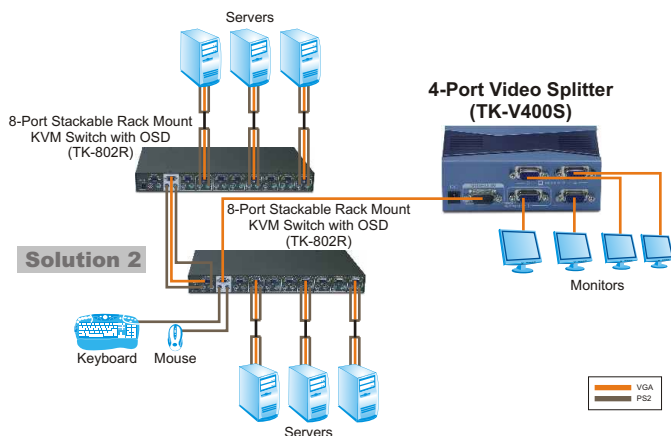 Servers
4-Port Video Splitter
(TK-V400S)
8-Port Stackable Rack Mount
KVM Switch with OSD
(TK-802R)
8-Port Stackable Rack Mount
KVM Switch with OSD
(TK-802R)
Solution 2
Monitors
Keyboard
Mouse
Servers
VGA
PS2